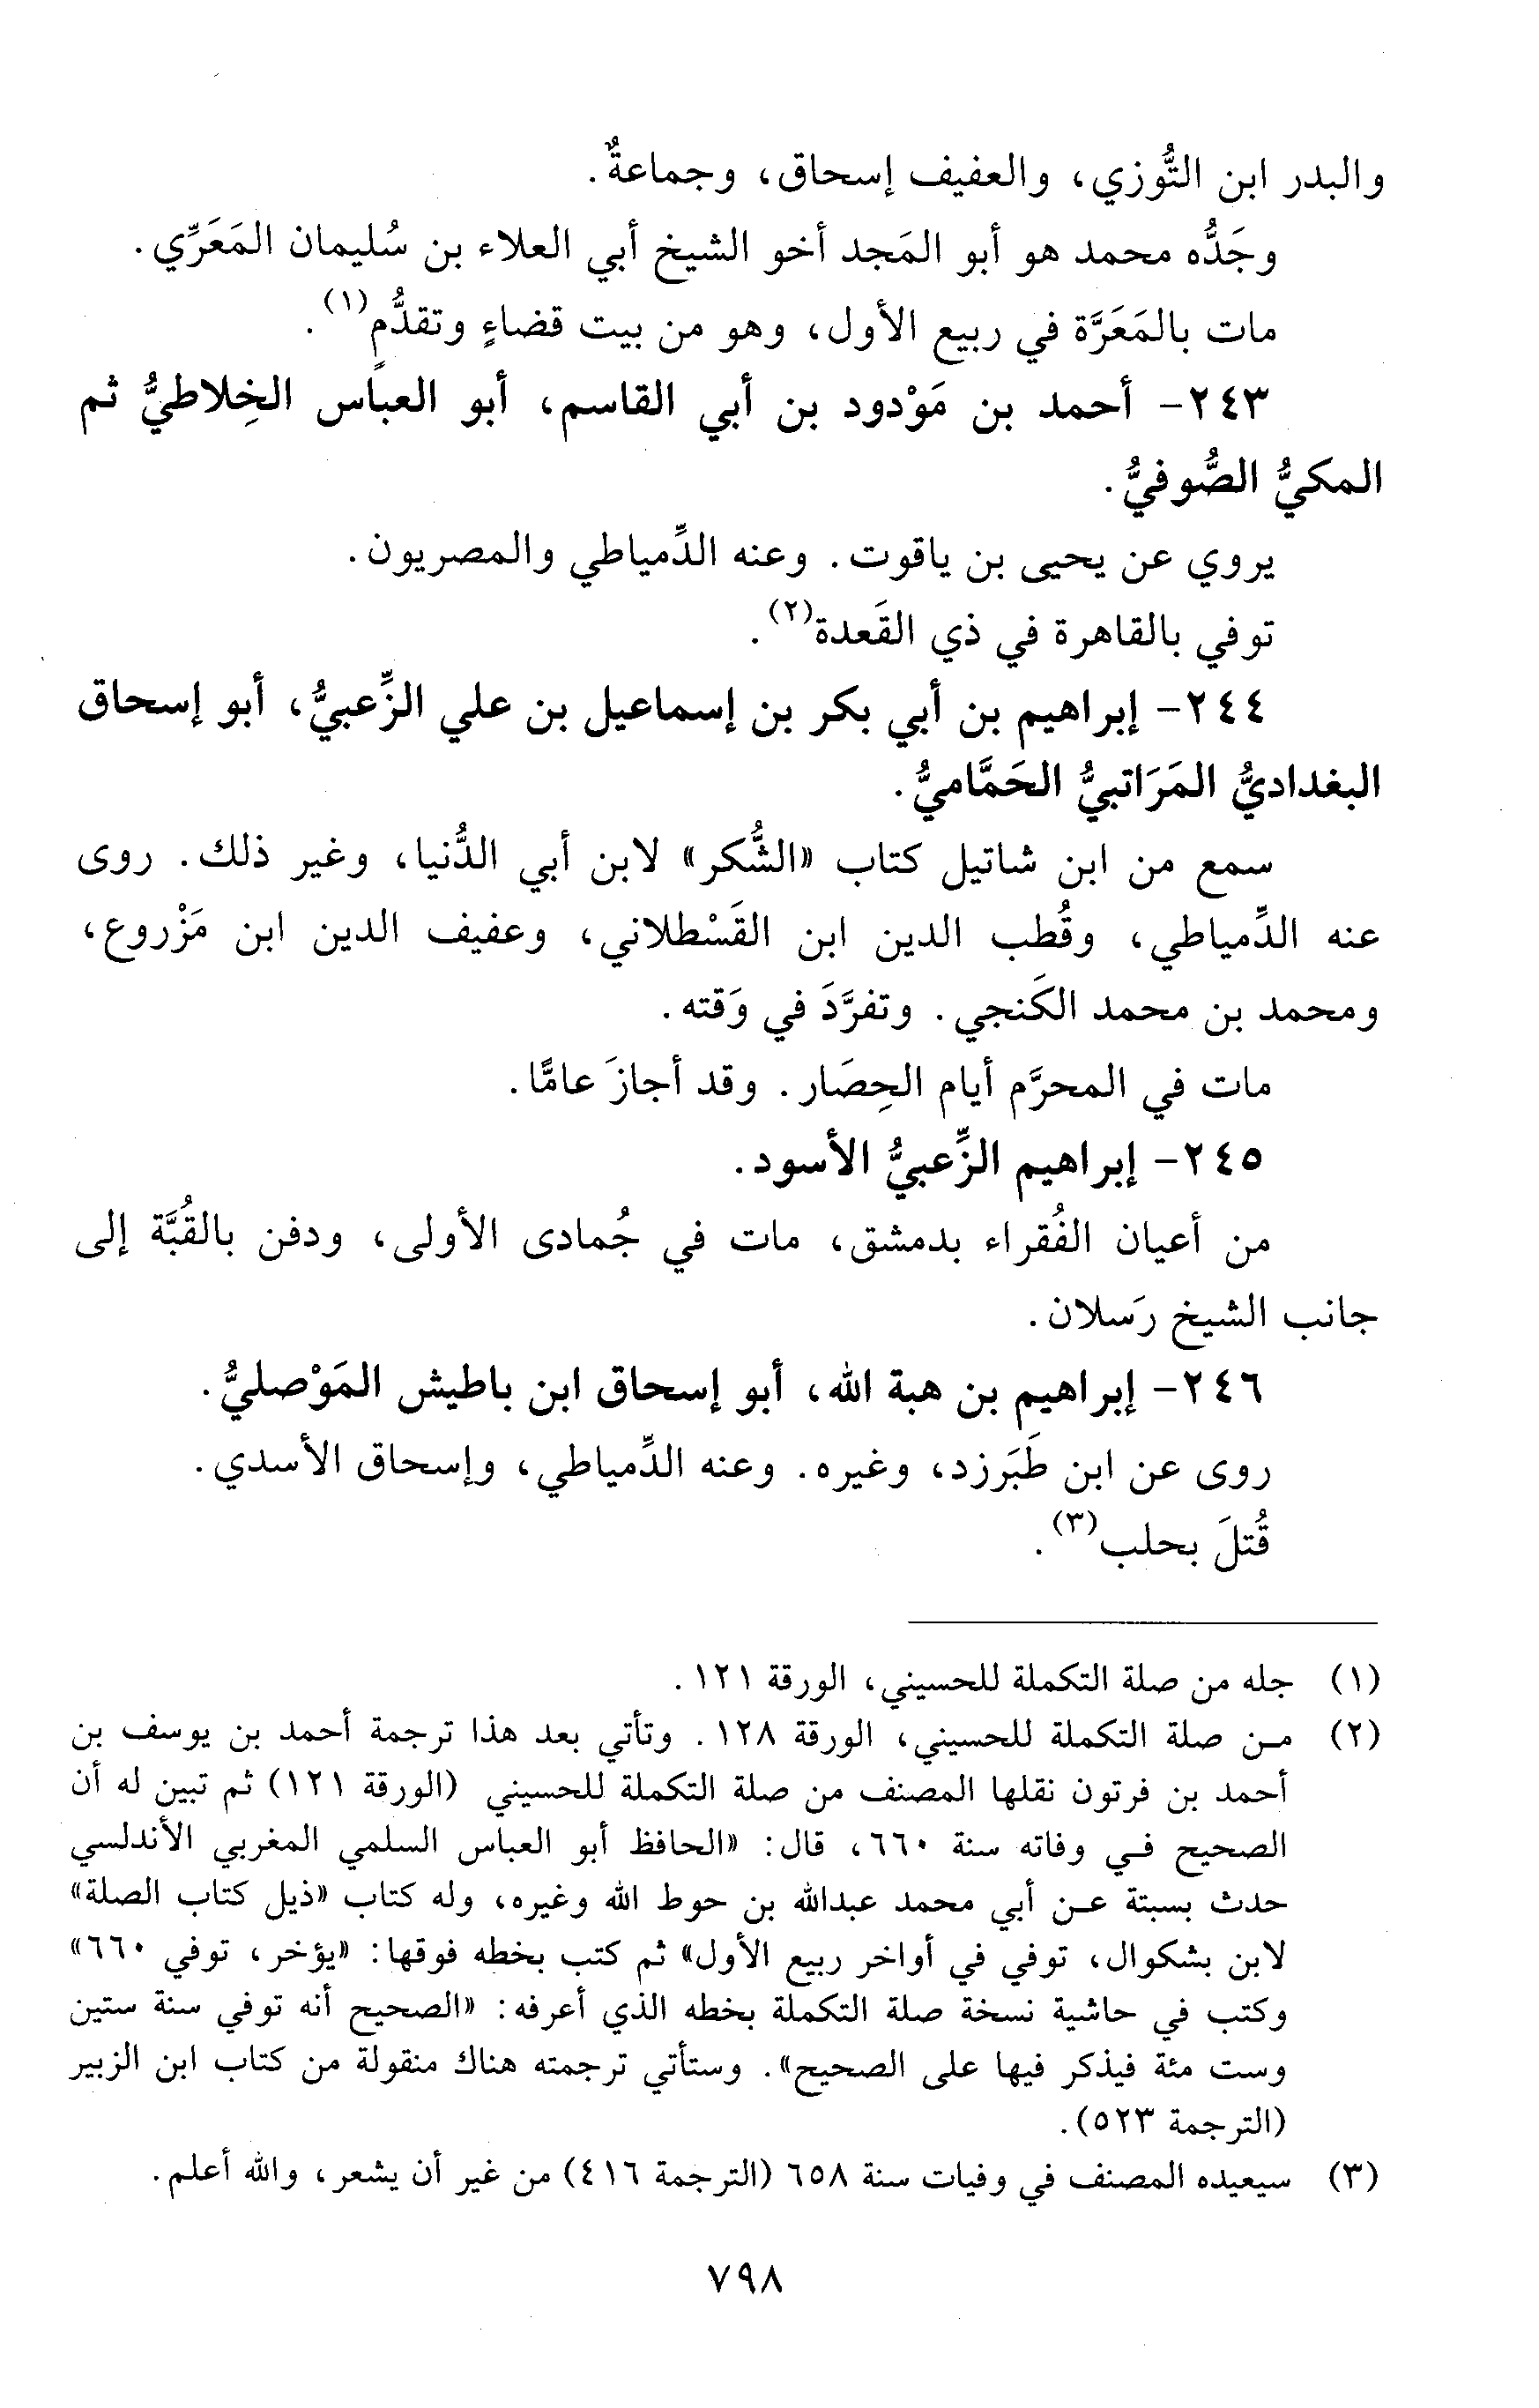 والبدر ابن التُّوزي، والعفيف إسحاق، وجماعةٌ.
وجَدُّه محمد هو أبو المَجد أخو الشيخ أبي العلاء بن سُليمان المَعَرِّي.
مات بالمَعَرَّة في ربيع الأول، وهو من بيت قضاءٍ وتقدُّمٍ(١).
٢٤٣- أحمد بن مَوْدود بن أبي القاسم، أبو العباس الخِلاطيُّ ثم
المكيُّ الصُّوفيُّ.
يروي عن يحيى بن ياقوت. وعنه الدِّمياطي والمصريون.
توفي بالقاهرة في ذي القَعدة(٢).
٢٤٤- إبراهيم بن أبي بكر بن إسماعيل بن علي الزِّعبيُّ، أبو إسحاق
البغداديُّ المَرَاتبيُّ الحَمَّاميُّ.
سمع من ابن شاتيل كتاب «الشُّكر» لابن أبي الدُّنيا، وغير ذلك. روى
عنه الدِّمياطي، وقُطب الدين ابن القَسْطلاني، وعفيف الدين ابن مَزْروع،
ومحمد بن محمد الكَنجي. وتفرَّدَ في وَقته.
مات في المحرَّم أيام الحِصَار. وقد أجازَ عامًّا.
٢٤٥- إبراهيم الزِّعبيُّ الأسود.
من أعيان الفُقراء بدمشق، مات في جُمادى الأولى، ودفن بالقُبَّة إلى
جانب الشيخ رَسلان.
٢٤٦- إبراهيم بن هبة الله، أبو إسحاق ابن باطيش المَوْصليُّ.
روى عن ابن طَبَرزد، وغيره. وعنه الدِّمياطي، وإسحاق الأسدي.
قُتلَ بحلب(٣).
(١) جله من صلة التكملة للحسيني، الورقة ١٢١.
(٢) مـن صلة التكملة للحسيني، الورقة ١٢٨. وتأتي بعد هذا ترجمة أحمد بن يوسف بن
أحمد بن فرتون نقلها المصنف من صلة التكملة للحسيني (الورقة ١٢١) ثم تبين له أن
الصحيح فـي وفاته سنة ٦٦٠، قال: «الحافظ أبو العباس السلمي المغربي الأندلسي
حدث بسبتة عـن أبي محمد عبدالله بن حوط الله وغيره، وله كتاب «ذيل كتاب الصلة»
لابن بشكوال، توفي في أواخر ربيع الأول» ثم كتب بخطه فوقها: «يؤخر، توفي ٦٦٠»
وكتب في حاشية نسخة صلة التكملة بخطه الذي أعرفه: «الصحيح أنه توفي سنة ستين
وست مئة فيذكر فيها على الصحيح». وستأتي ترجمته هناك منقولة من كتاب ابن الزبير
(الترجمة ٥٢٣).
(٣) سيعيده المصنف في وفيات سنة ٦٥٨ (الترجمة ٤١٦) من غير أن يشعر، والله أعلم.
٧٩٨